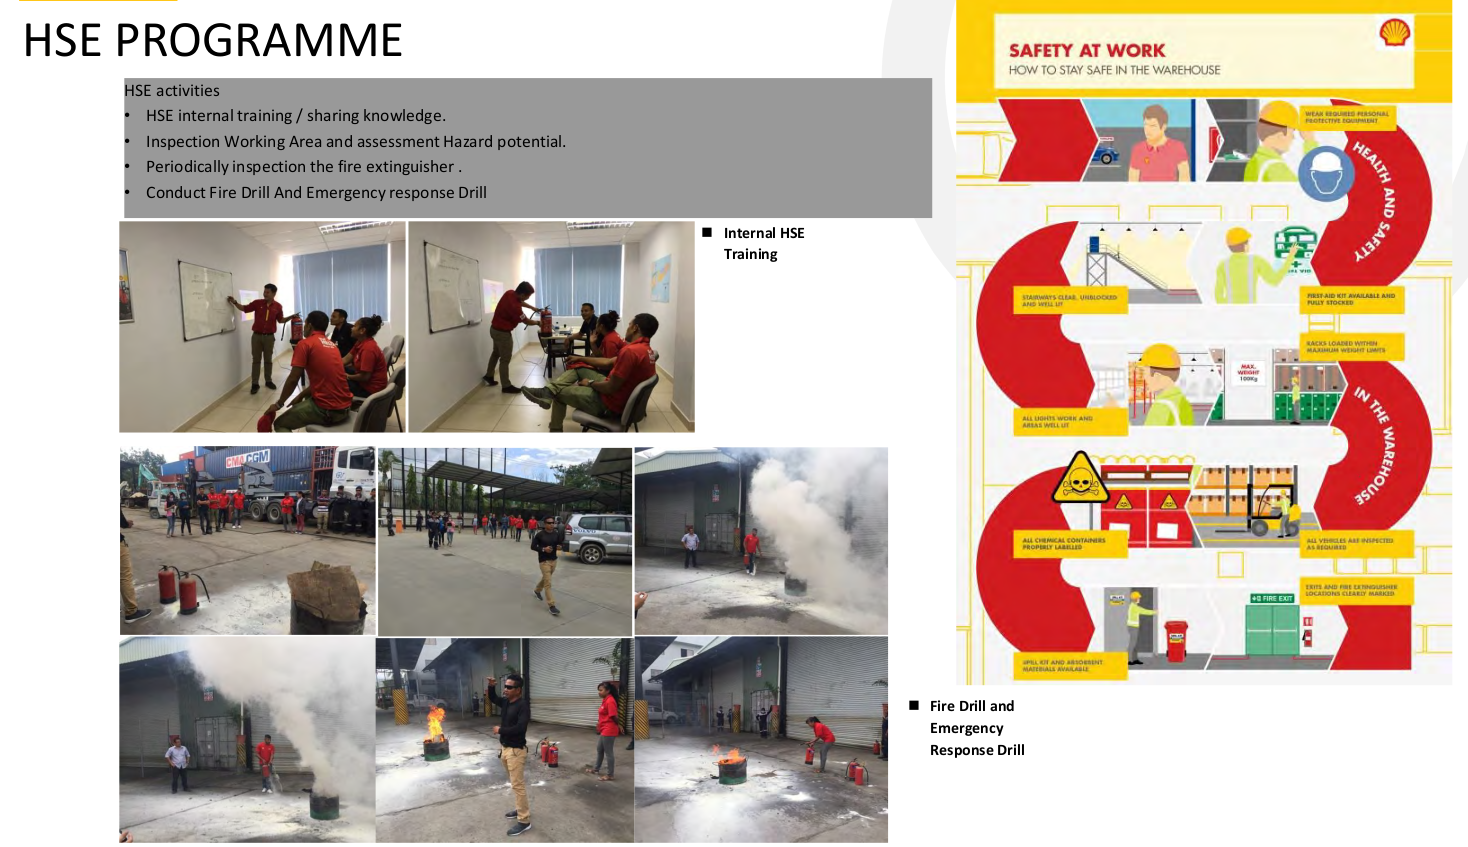 HSE PROGRAMME
HSE activities
• HSE internal training / sharing knowledge.
• Inspection Working Area and assessment Hazard potential.
• Periodically inspection the fire extinguisher .
• Conduct Fire Drill And Emergency response Drill
■ Internal HSE
Training
CMA CGM
■ Fire Drill and
Emergency
Response Drill
SAFETY AT WORK
HOW TO STAY SAFE IN THE WAREHOUSE
WEAR REQUIRED PERSONAL
PROTECTIVE EQUIPMENT
HEALTH AND SAFETY
STAIRWAYS CLEAR, UNBLOCKED
AND WELL LIT
FIRST-AID KIT AVAILABLE AND
FULLY STOCKED
RACKS LOADED WITHIN
MAXIMUM WEIGHT LIMITS
MAX.
WEIGHT
100Kg
ALL LIGHTS WORK AND
AREAS WELL LIT
IN THE WAREHOUSE
ALL CHEMICAL CONTAINERS
PROPERLY LABELLED
ALL VEHICLES ARE INSPECTED
AS REQUIRED
EXITS AND FIRE EXTINGUISHER
LOCATIONS CLEARLY MARKED
FIRE EXIT
SPILL KIT AND ABSORBENT
MATERIALS AVAILABLE